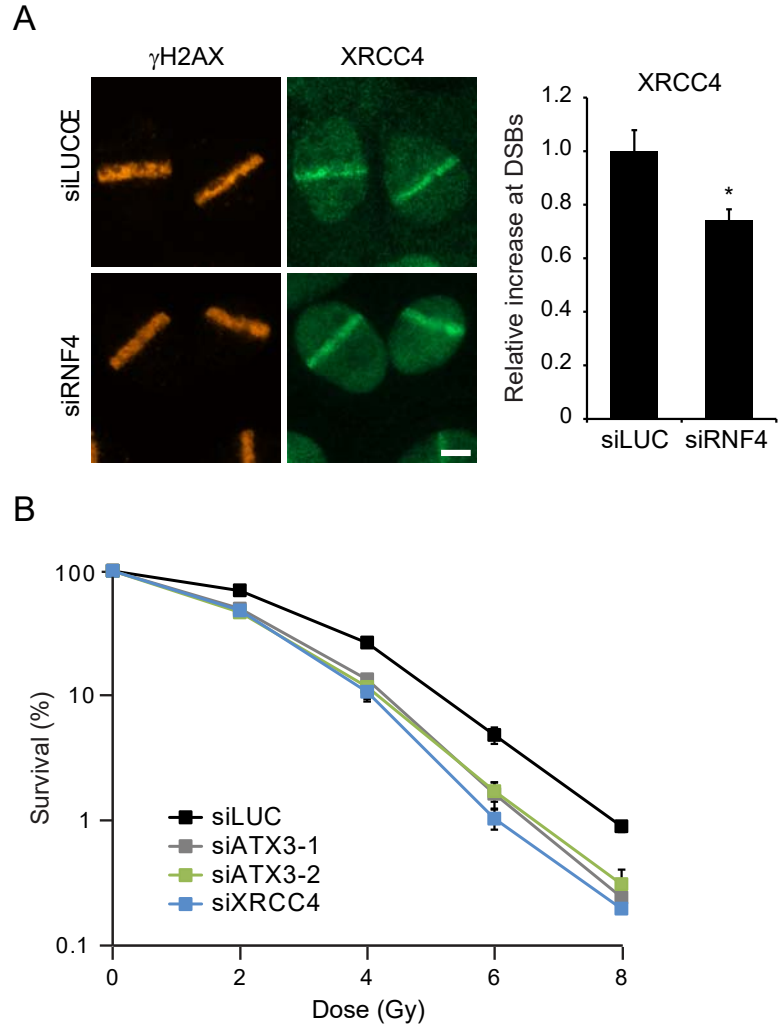 A
γH2AX
XRCC4
siLUCŒ
siRNF4
XRCC4
Relative increase at DSBs
1.2
1.0
0.8
0.6
0.4
0.2
0
*
siLUC
siRNF4
B
Survival (%)
100
10
1
0.1
siLUC
siATX3-1
siATX3-2
siXRCC4
0
2
4
6
8
Dose (Gy)